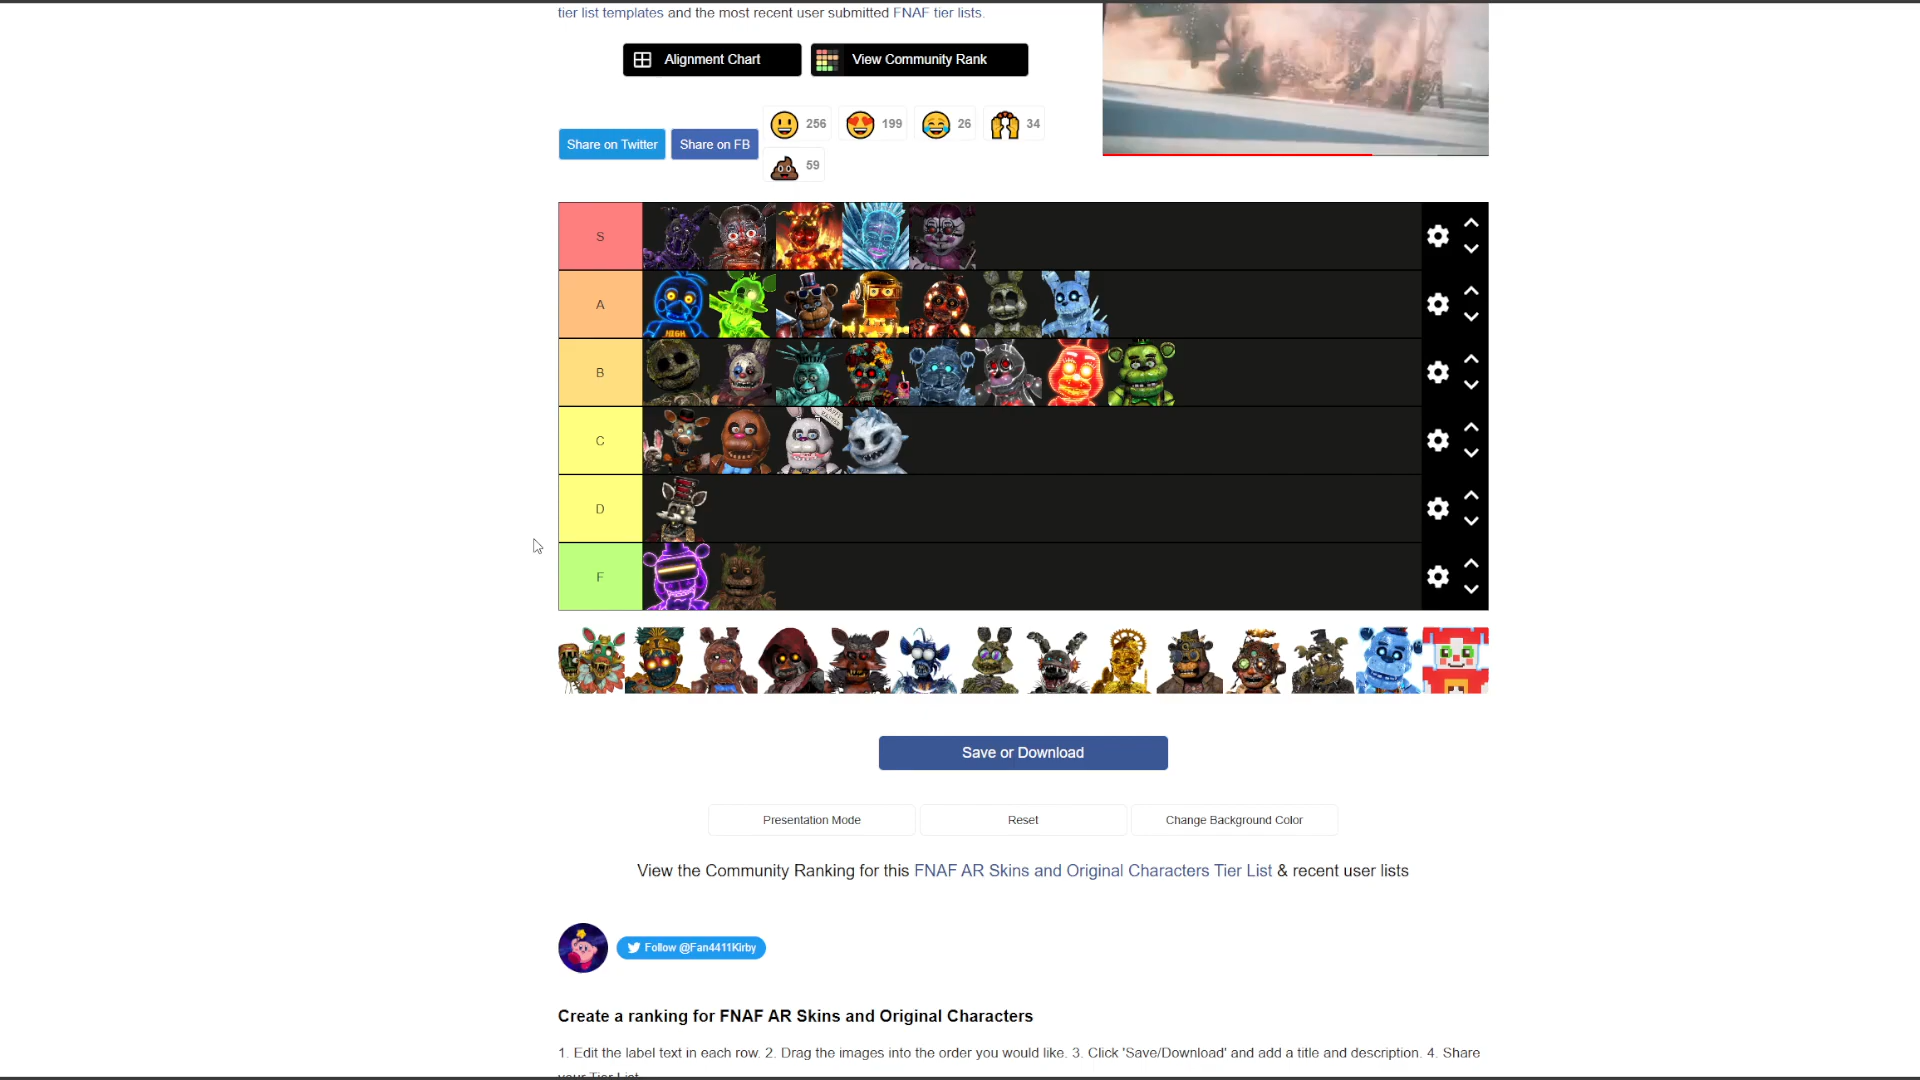 tier list templates and the most recent user submitted FNAF tier lists.
Alignment Chart
View Community Rank
256
199
26
34
Share on Twitter
Share on FB
59
S
A
B
C
D
F
Save or Download
Presentation Mode
Reset
Change Background Color
View the Community Ranking for this FNAF AR Skins and Original Characters Tier List & recent user lists
Follow @Fan4411Kirby
Create a ranking for FNAF AR Skins and Original Characters
1. Edit the label text in each row. 2. Drag the images into the order you would like. 3. Click 'Save/Download' and add a title and description. 4. Share
your Tier List.